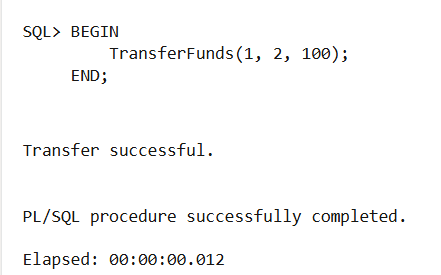 SQL> BEGIN
         TransferFunds(1, 2, 100);
     END;
Transfer successful.
PL/SQL procedure successfully completed.
Elapsed: 00:00:00.012